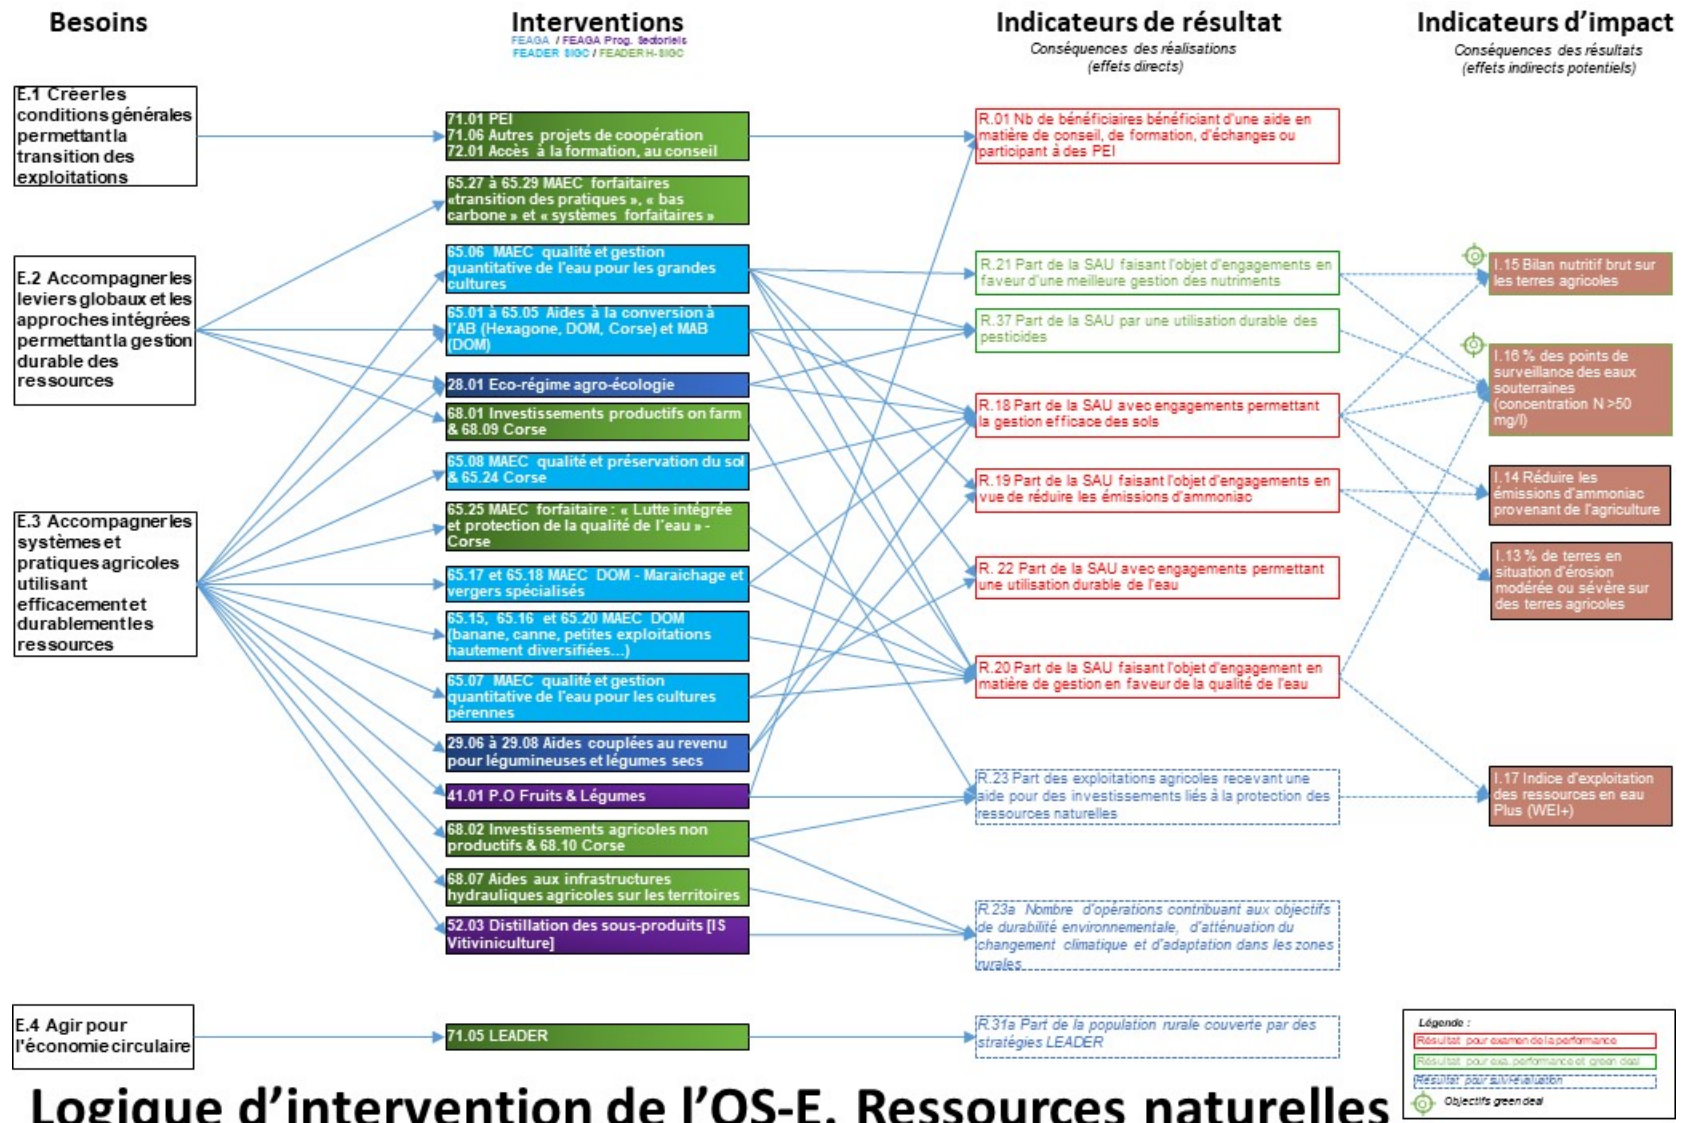 Besoins
Interventions
FEAGA / FEAGA Prog. Sectoriels
FEADER SIGC / FEADER H-SIGC
Indicateurs de résultat
Conséquences des réalisations
(effets directs)
Indicateurs d'impact
Conséquences des résultats
(effets indirects potentiels)
E.1 Créer les
conditions générales
permettant la
transition des
exploitations
E.2 Accompagner les
leviers globaux et les
approches intégrées
permettant la gestion
durable des
ressources
E.3 Accompagner les
systèmes et
pratiques agricoles
utilisant
efficacement et
durablement les
ressources
E.4 Agir pour
l'économie circulaire
71.01 PEI
71.06 Autres projets de coopération
72.01 Accès à la formation, au conseil
65.27 à 65.29 MAEC forfaitaires
«transition des pratiques », « bas
carbone » et « systèmes forfaitaires »
65.06 MAEC qualité et gestion
quantitative de l'eau pour les grandes
cultures
65.01 à 65.05 Aides à la conversion à
l'AB (Hexagone, DOM, Corse) et MAB
(DOM)
28.01 Eco-régime agro-écologie
68.01 Investissements productifs on farm
& 68.09 Corse
65.08 MAEC qualité et préservation du sol
& 65.24 Corse
65.25 MAEC forfaitaire : « Lutte intégrée
et protection de la qualité de l'eau » -
Corse
65.17 et 65.18 MAEC DOM - Maraichage et
vergers spécialisés
65.15, 65.16 et 65.20 MAEC DOM
(banane, canne, petites exploitations
hautement diversifiées...)
65.07 MAEC qualité et gestion
quantitative de l'eau pour les cultures
pérennes
29.06 à 29.08 Aides couplées au revenu
pour légumineuses et légumes secs
41.01 P.O Fruits & Légumes
68.02 Investissements agricoles non
productifs & 68.10 Corse
68.07 Aides aux infrastructures
hydrauliques agricoles sur les territoires
52.03 Distillation des sous-produits [IS
Vitiviniculture]
71.05 LEADER
R.01 Nb de bénéficiaires bénéficiant d'une aide en
matière de conseil, de formation, d'échanges ou
participant à des PEI
R.21 Part de la SAU faisant l'objet d'engagements en
faveur d'une meilleure gestion des nutriments
R.37 Part de la SAU par une utilisation durable des
pesticides
R.18 Part de la SAU avec engagements permettant
la gestion efficace des sols
R.19 Part de la SAU faisant l'objet d'engagements en
vue de réduire les émissions d'ammoniac
R. 22 Part de la SAU avec engagements permettant
une utilisation durable de l'eau
R.20 Part de la SAU faisant l'objet d'engagement en
matière de gestion en faveur de la qualité de l'eau
R.23 Part des exploitations agricoles recevant une
aide pour des investissements liés à la protection des
ressources naturelles
R.23a Nombre d'opérations contribuant aux objectifs
de durabilité environnementale, d'atténuation du
changement climatique et d'adaptation dans les zones
rurales
R.31a Part de la population rurale couverte par des
stratégies LEADER
I.15 Bilan nutritif brut sur
les terres agricoles
I.16 % des points de
surveillance des eaux
souterraines
(concentration N >50
mg/l)
I.14 Réduire les
émissions d'ammoniac
provenant de l'agriculture
I.13 % de terres en
situation d'érosion
modérée ou sévère sur
des terres agricoles
I.17 Indice d'exploitation
des ressources en eau
Plus (WEI+)
Légende :
Résultat pour examen de la performance
Résultat pour exa. performance et green deal
Résultat pour suivi/évaluation
Objectifs green deal
Logique d'intervention de l'OS-E. Ressources naturelles